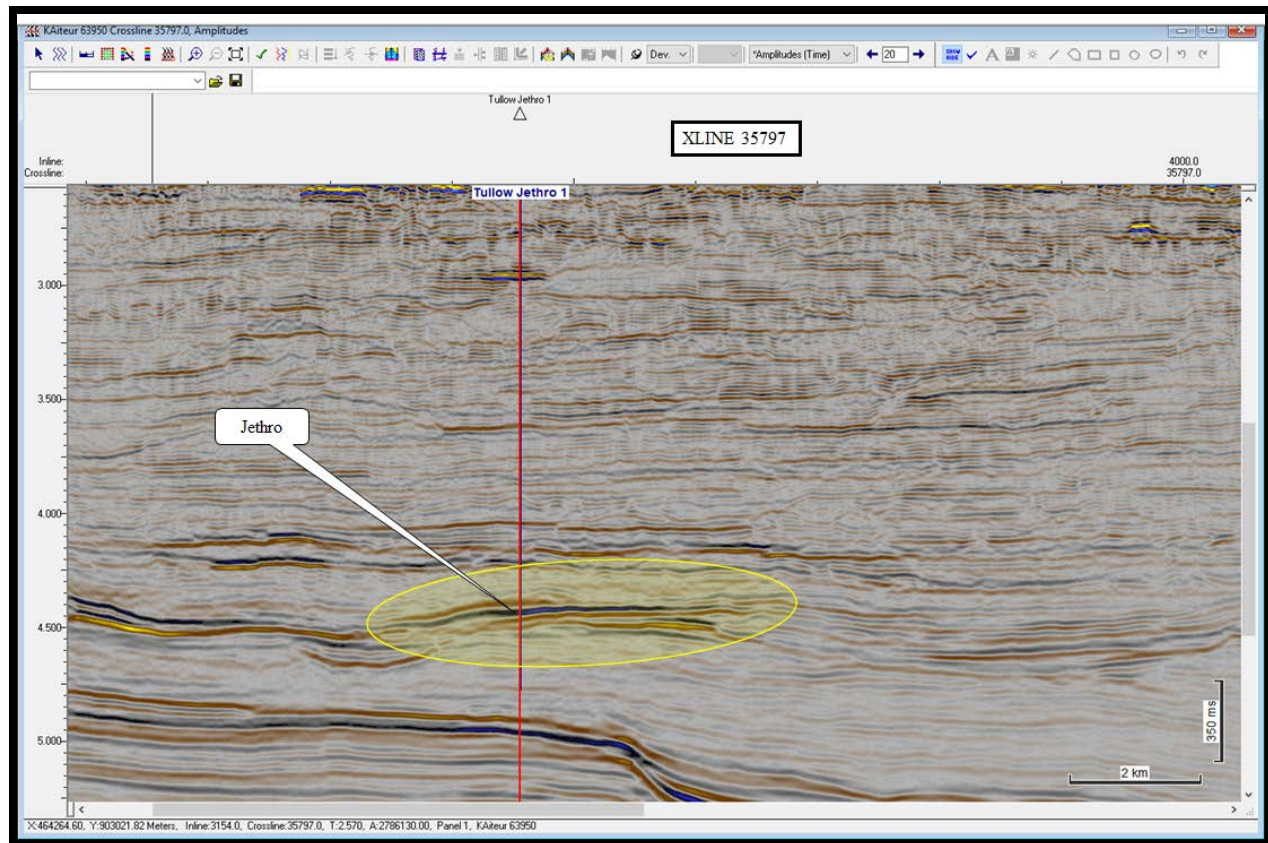 KAiteur 63950 Crossline 35797.0, Amplitudes
Dev.
*Amplitudes (Time)
20
SHOW HIDE
A
Tullow Jethro 1
XLINE 35797
Inline:
Crossline:
4000.0
35797.0
Tullow Jethro 1
3.000
3.500
Jethro
4.000
4.500
5.000
350 ms
2 km
X:464264.60, Y:903021.82 Meters, Inline:3154.0, Crossline:35797.0, T:2.570, A:2786130.00, Panel 1, KAiteur 63950